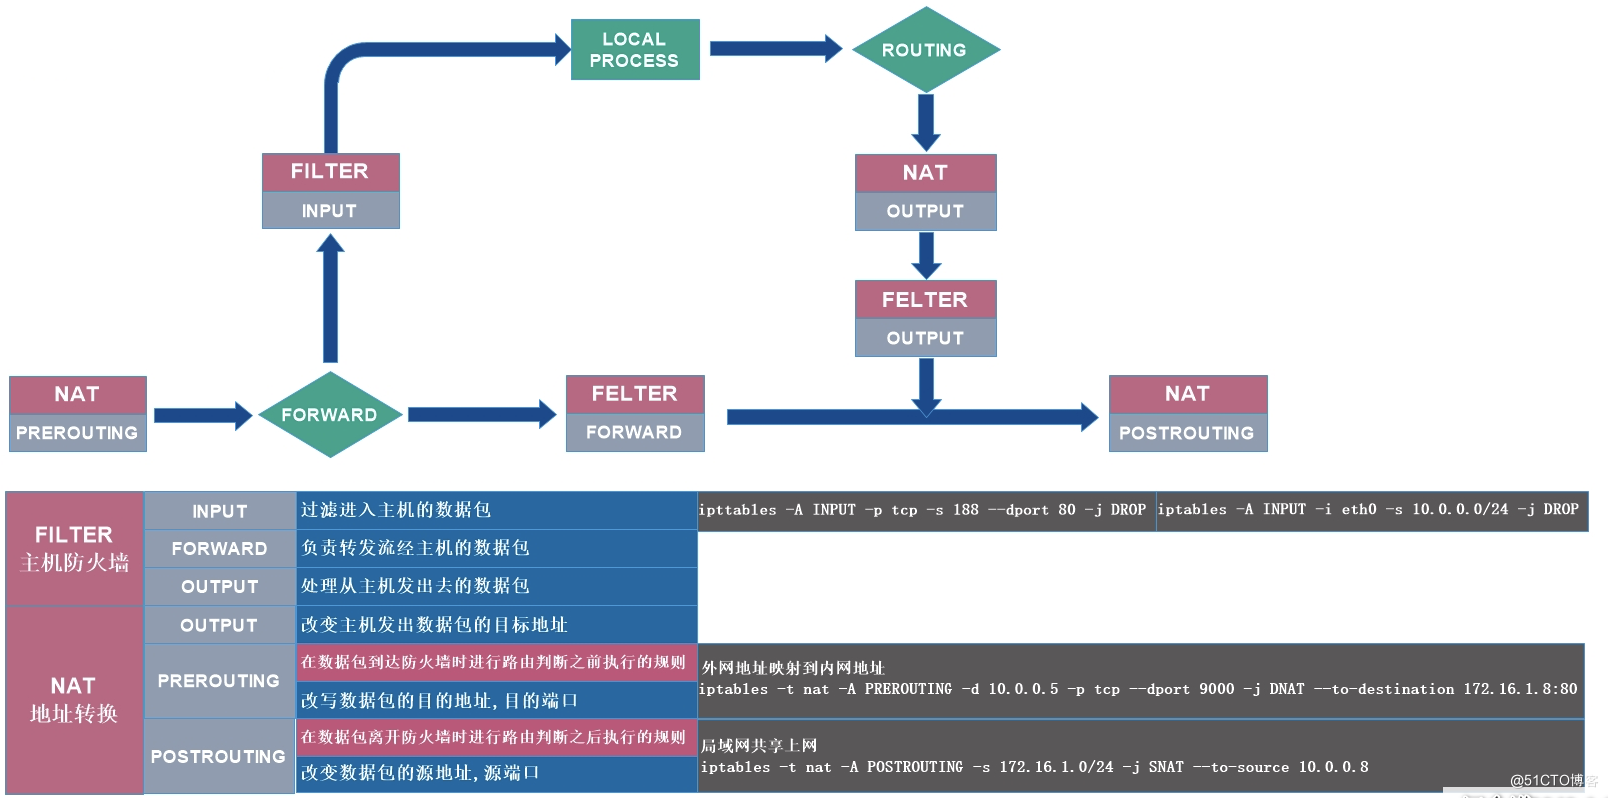 LOCAL
PROCESS
ROUTING
FILTER
INPUT
NAT
OUTPUT
FELTER
OUTPUT
NAT
PREROUTING
FORWARD
FELTER
FORWARD
NAT
POSTROUTING
FILTER
主机防火墙
INPUT
过滤进入主机的数据包
ipttables -A INPUT -p tcp -s 188 --dport 80 -j DROP
iptables -A INPUT -i eth0 -s 10.0.0.0/24 -j DROP
FORWARD
负责转发流经主机的数据包
OUTPUT
处理从主机发出去的数据包
NAT
地址转换
OUTPUT
改变主机发出数据包的目标地址
PREROUTING
在数据包到达防火墙时进行路由判断之前执行的规则
改写数据包的目的地址,目的端口
外网地址映射到内网地址
iptables -t nat -A PREROUTING -d 10.0.0.5 -p tcp --dport 9000 -j DNAT --to-destination 172.16.1.8:80
POSTROUTING
在数据包离开防火墙时进行路由判断之后执行的规则
改变数据包的源地址,源端口
局域网共享上网
iptables -t nat -A POSTROUTING -s 172.16.1.0/24 -j SNAT --to-source 10.0.0.8
@51CTO博客